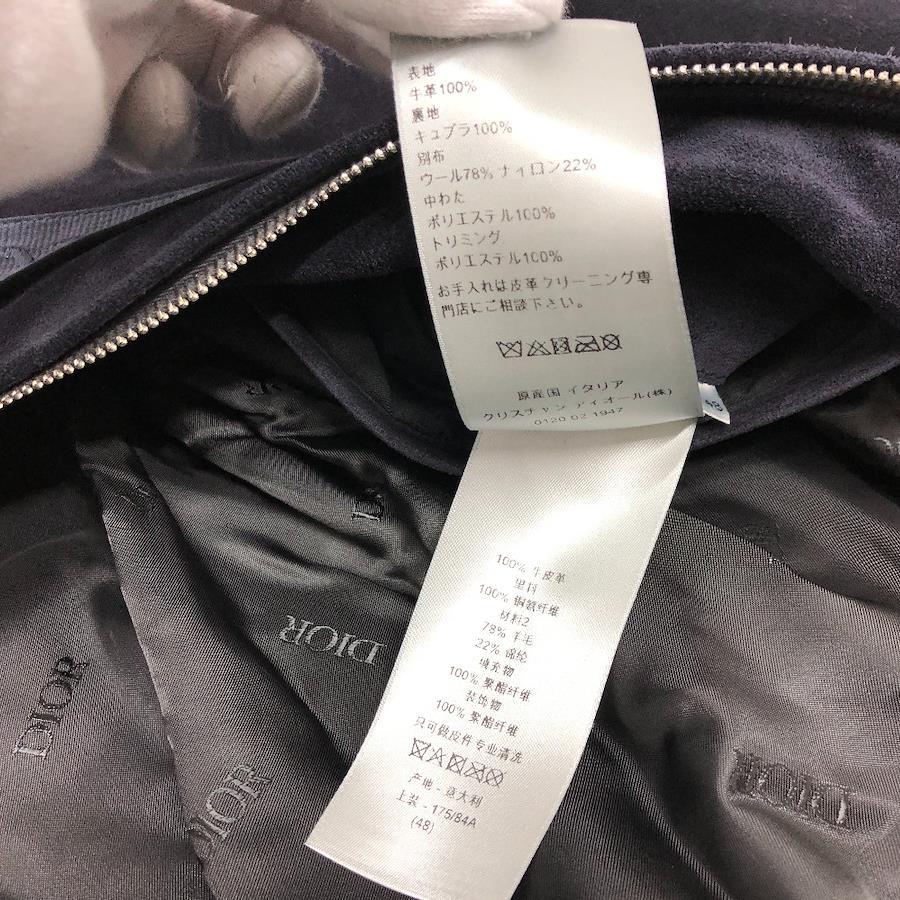 表地
牛革100%
裏地
キュプラ100%
別布
ウール78% ナイロン22%
中わた
ポリエステル100%
トリミング
ポリエステル100%
お手入れは皮革クリーニング専
門店にご相談下さい。
原産国 イタリア
クリスチャン ディオール(株)
0120 02 1947
48
100% 牛皮革
里料
100% 铜氨纤维
材料2
78% 羊毛
22% 锦纶
填充物
100% 聚酯纤维
装饰物
100% 聚酯纤维
只可做皮件专业清洗
产地 - 意大利
上装 - 175/84A
(48)
DIOR
DIOR
DIOR
DIOR